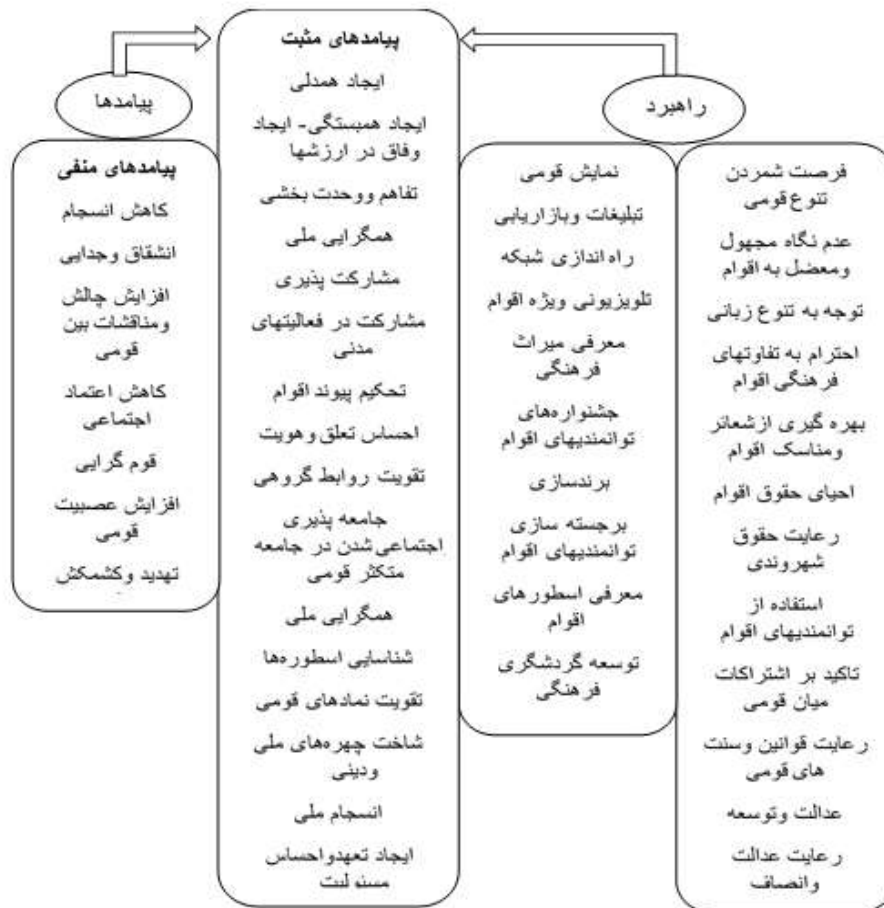 راهبرد
فرصت شمردن
تنوع قومی
عدم نگاه مجهول
ومعضل به اقوام
توجه به تنوع زبانی
احترام به تفاوتهای
فرهنگی اقوام
بهره گیری ازشعائر
ومناسک اقوام
احیای حقوق اقوام
رعایت حقوق
شهروندی
استفاده از
توانمندیهای اقوام
تاکید بر اشتراکات
میان قومی
رعایت قوانین وسنت
های قومی
عدالت وتوسعه
رعایت عدالت
وانصاف
نمایش قومی
تبلیغات وبازاریابی
راه اندازی شبکه
تلویزیونی ویژه اقوام
معرفی میراث
فرهنگی
جشنواره‌های
توانمندیهای اقوام
برندسازی
برجسته سازی
توانمندیهای اقوام
معرفی اسطورهای
اقوام
توسعه گردشگری
فرهنگی
پیامدهای مثبت
ایجاد همدلی
ایجاد همبستگی- ایجاد
وفاق در ارزشها
تفاهم ووحدت بخشی
همگرایی ملی
مشارکت پذیری
مشارکت در فعالیتهای
مدنی
تحکیم پیوند اقوام
احساس تعلق وهویت
تقویت روابط گروهی
جامعه پذیری
اجتماعی شدن در جامعه
متکثر قومی
همگرایی ملی
شناسایی اسطوره‌ها
تقویت نمادهای قومی
شاخت چهره‌های ملی
ودینی
انسجام ملی
ایجاد تعهدواحساس
مسئولیت
پیامدها
پیامدهای منفی
کاهش انسجام
انشقاق وجدایی
افزایش چالش
ومناقشات بین
قومی
کاهش اعتماد
اجتماعی
قوم گرایی
افزایش عصبیت
قومی
تهدید وکشمکش